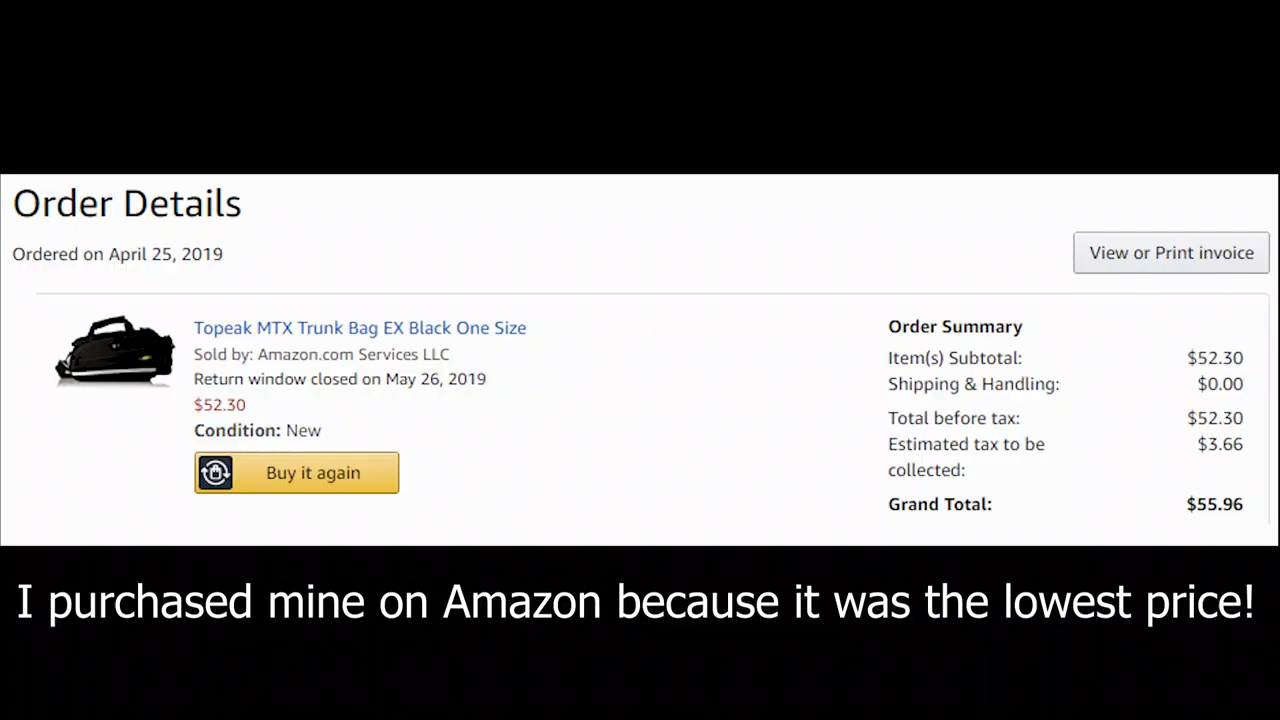 Order Details
Ordered on April 25, 2019
View or Print invoice
Topeak MTX Trunk Bag EX Black One Size
Sold by: Amazon.com Services LLC
Return window closed on May 26, 2019
$52.30
Condition: New
Buy it again
Order Summary
Item(s) Subtotal: $52.30
Shipping & Handling: $0.00
Total before tax: $52.30
Estimated tax to be $3.66
collected:
Grand Total: $55.96
I purchased mine on Amazon because it was the lowest price!